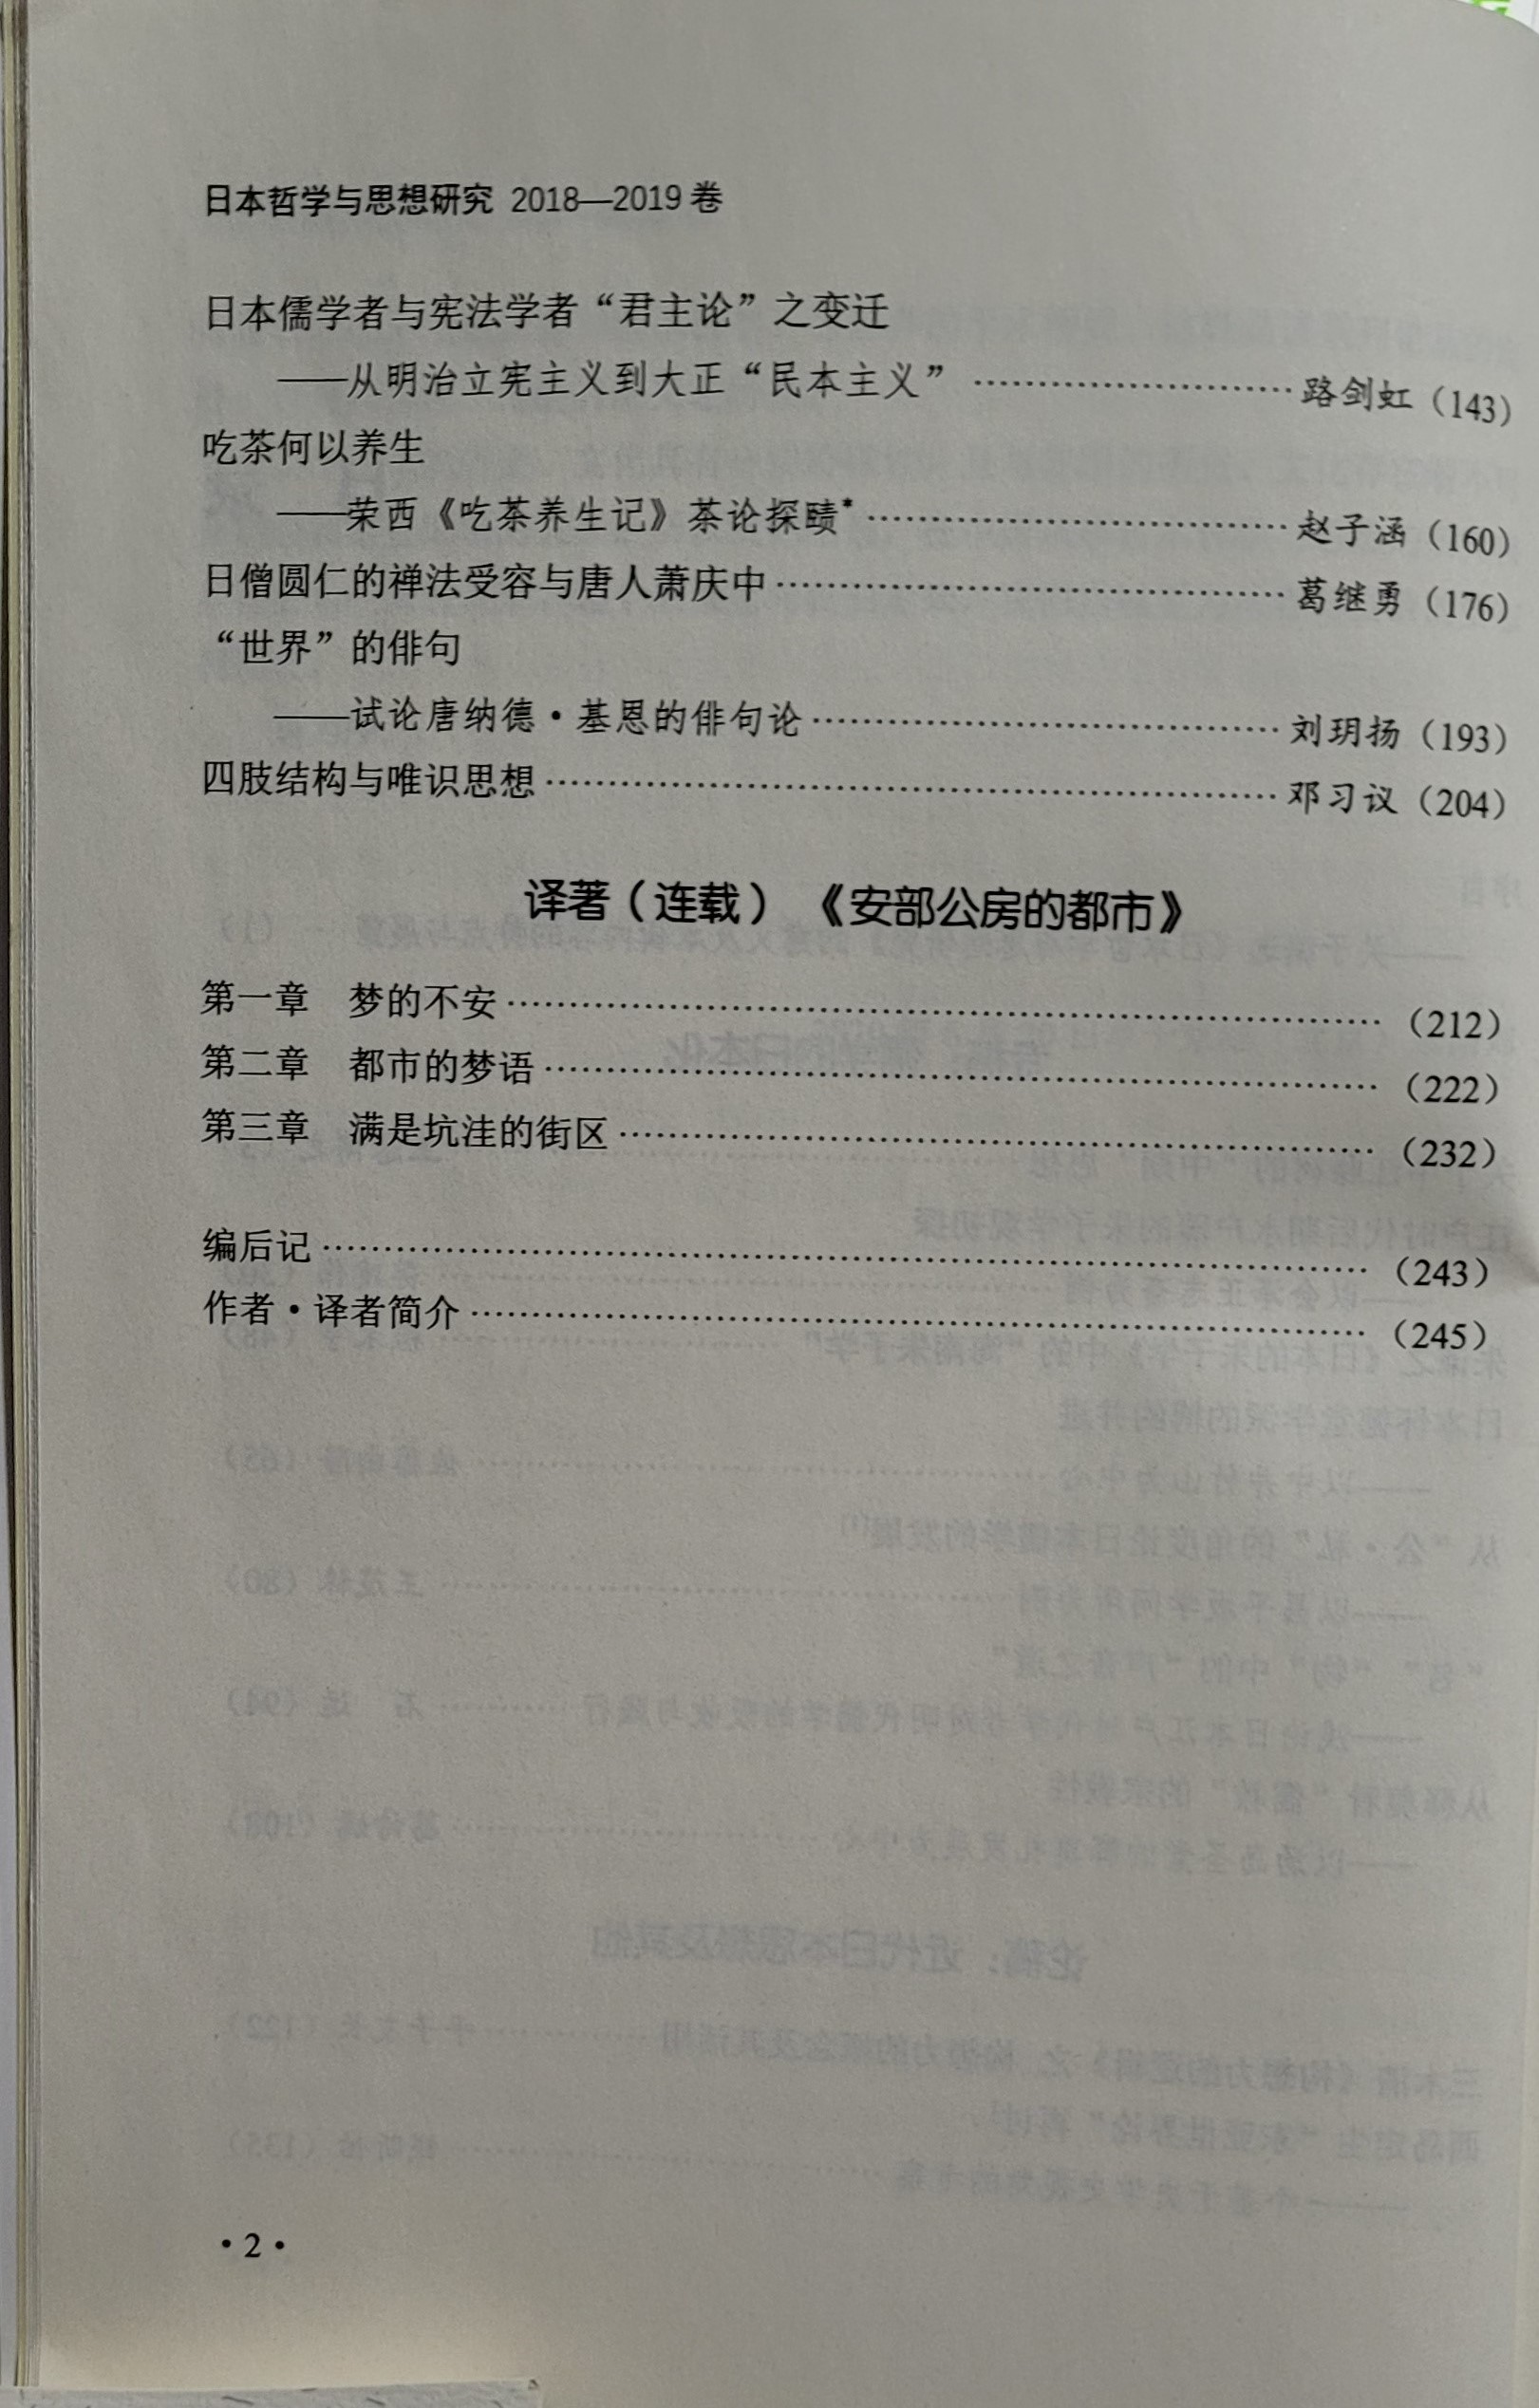 日本哲学与思想研究 2018—2019 卷
日本儒学者与宪法学者“君主论”之变迁
——从明治立宪主义到大正“民本主义” ………………………… 路剑虹（143）
吃茶何以养生
——荣西《吃茶养生记》茶论探赜* ………………………… 赵子涵（160）
日僧圆仁的禅法受容与唐人萧庆中 ………………………… 葛继勇（176）
“世界”的俳句
——试论唐纳德·基恩的俳句论 ………………………… 刘玥扬（193）
四肢结构与唯识思想 ………………………… 邓习议（204）
译著（连载）《安部公房的都市》
第一章 梦的不安 ………………………… （212）
第二章 都市的梦语 ………………………… （222）
第三章 满是坑洼的街区 ………………………… （232）
编后记 ………………………… （243）
作者·译者简介 ………………………… （245）
·2·